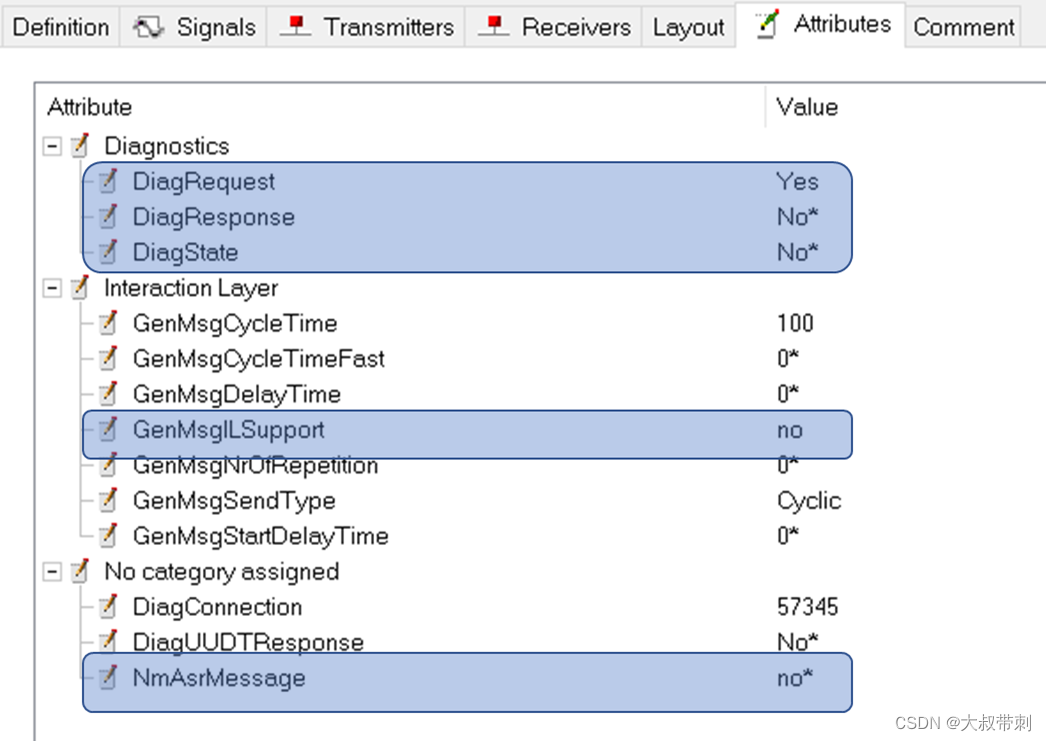 Definition Signals Transmitters Receivers Layout Attributes Comment
Attribute Value
Diagnostics
DiagRequest Yes
DiagResponse No*
DiagState No*
Interaction Layer
GenMsgCycleTime 100
GenMsgCycleTimeFast 0*
GenMsgDelayTime 0*
GenMsgILSupport no
GenMsgNrOfRepetition 0*
GenMsgSendType Cyclic
GenMsgStartDelayTime 0*
No category assigned
DiagConnection 57345
DiagUUDTResponse No*
NmAsrMessage no*
CSDN @大叔带刺